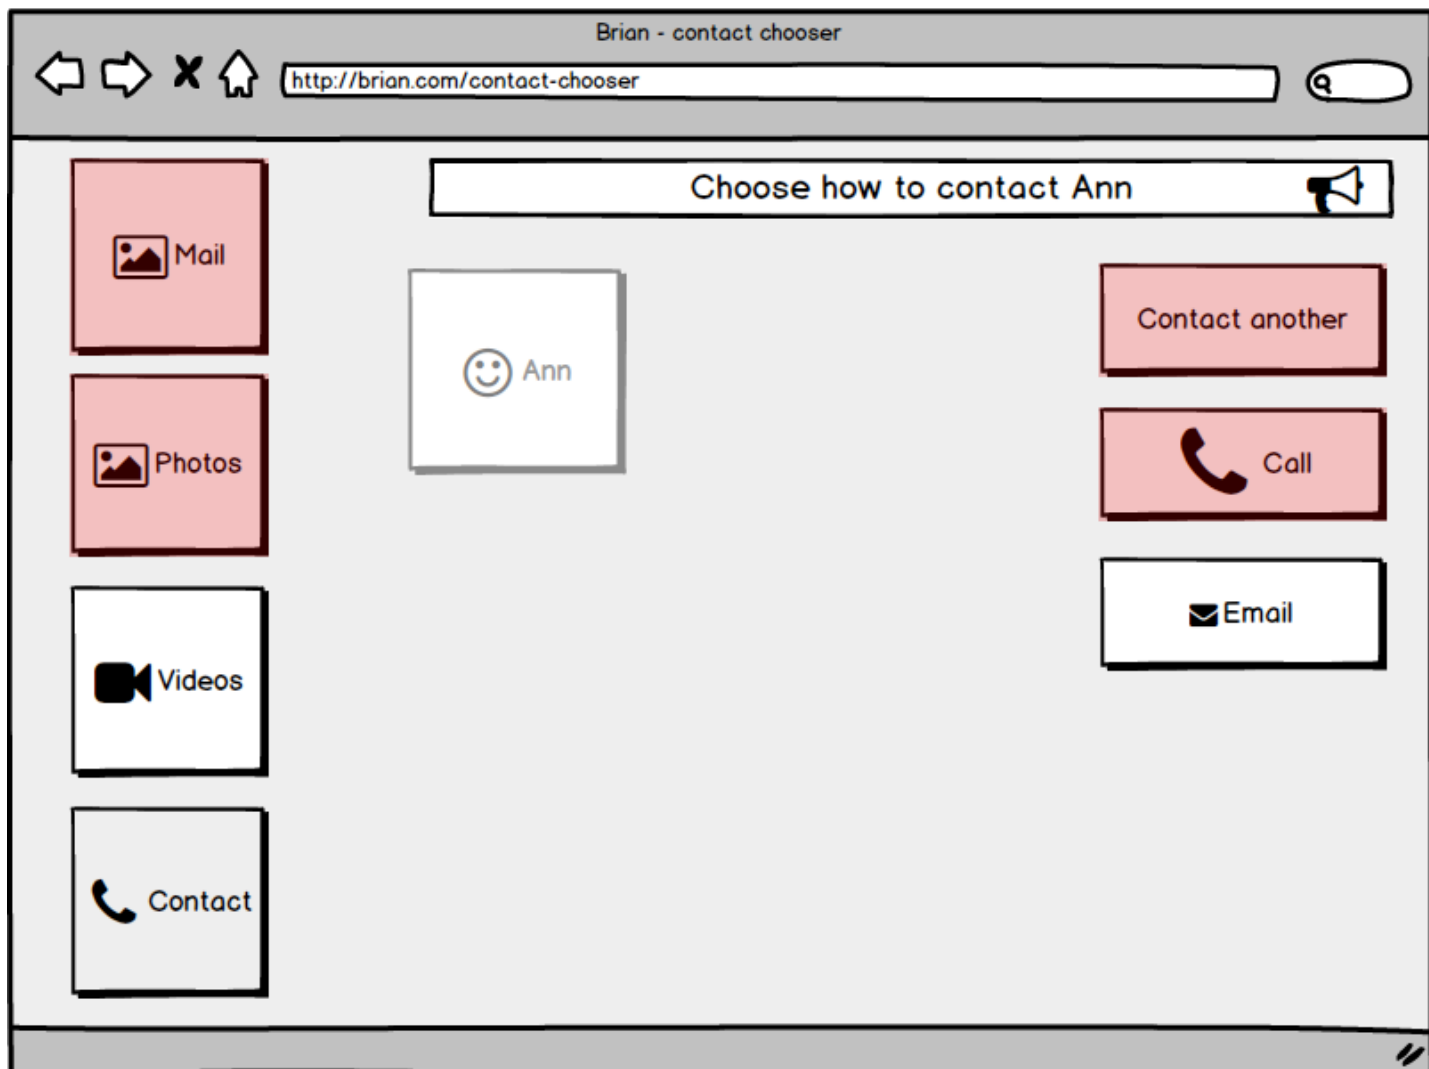 Brian - contact chooser
http://brian.com/contact-chooser
Choose how to contact Ann
Mail
Photos
Videos
Contact
Ann
Contact another
Call
Email